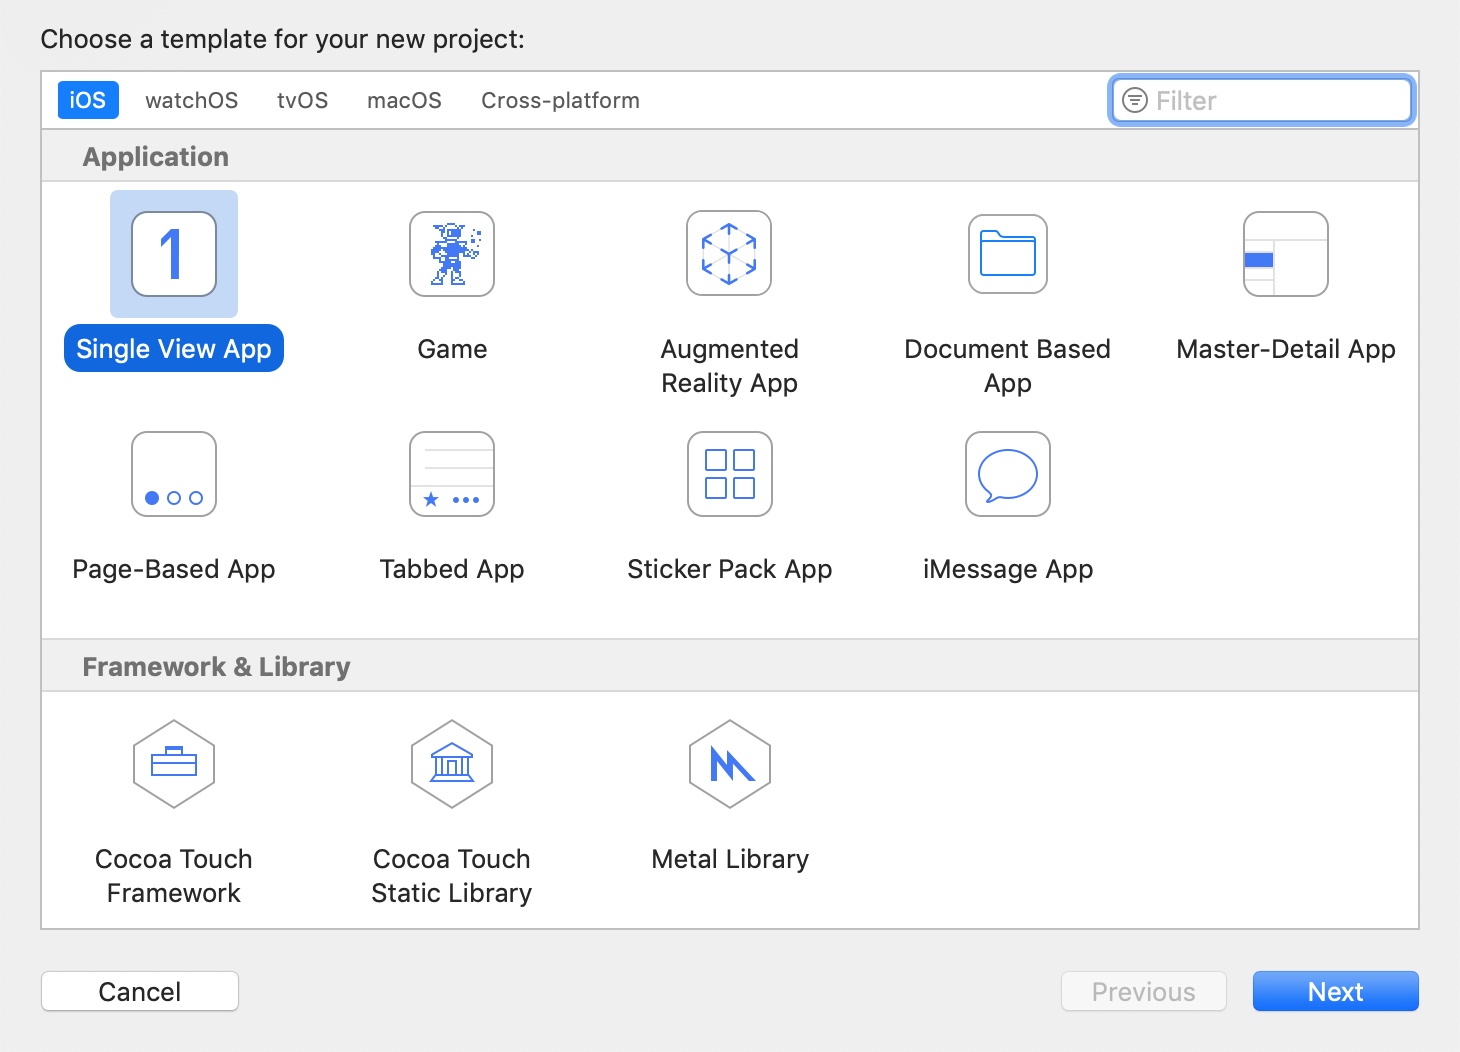 Choose a template for your new project:
iOS watchOS tvOS macOS Cross-platform Filter
Application
1
Single View App Game Augmented Document Based Master-Detail App
Reality App App
Page-Based App Tabbed App Sticker Pack App iMessage App
Framework & Library
Cocoa Touch Cocoa Touch Metal Library
Framework Static Library
Cancel Previous Next